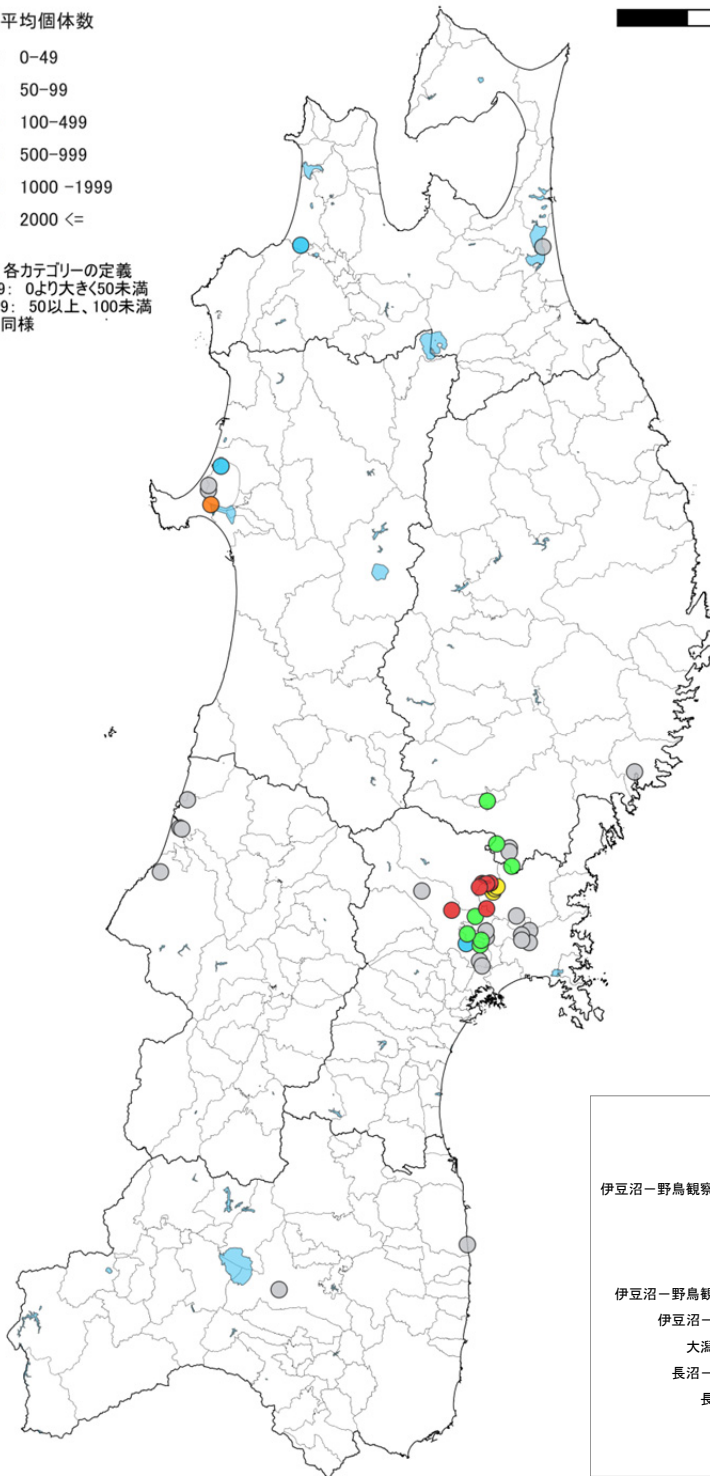 平均個体数
0-49
50-99
100-499
500-999
1000 -1999
2000 <=
各カテゴリーの定義
9: 0より大きく50未満
9: 50以上、100未満
同様
伊豆沼－野鳥観察
伊豆沼－野鳥観
伊豆沼－
大潟
長沼－
長